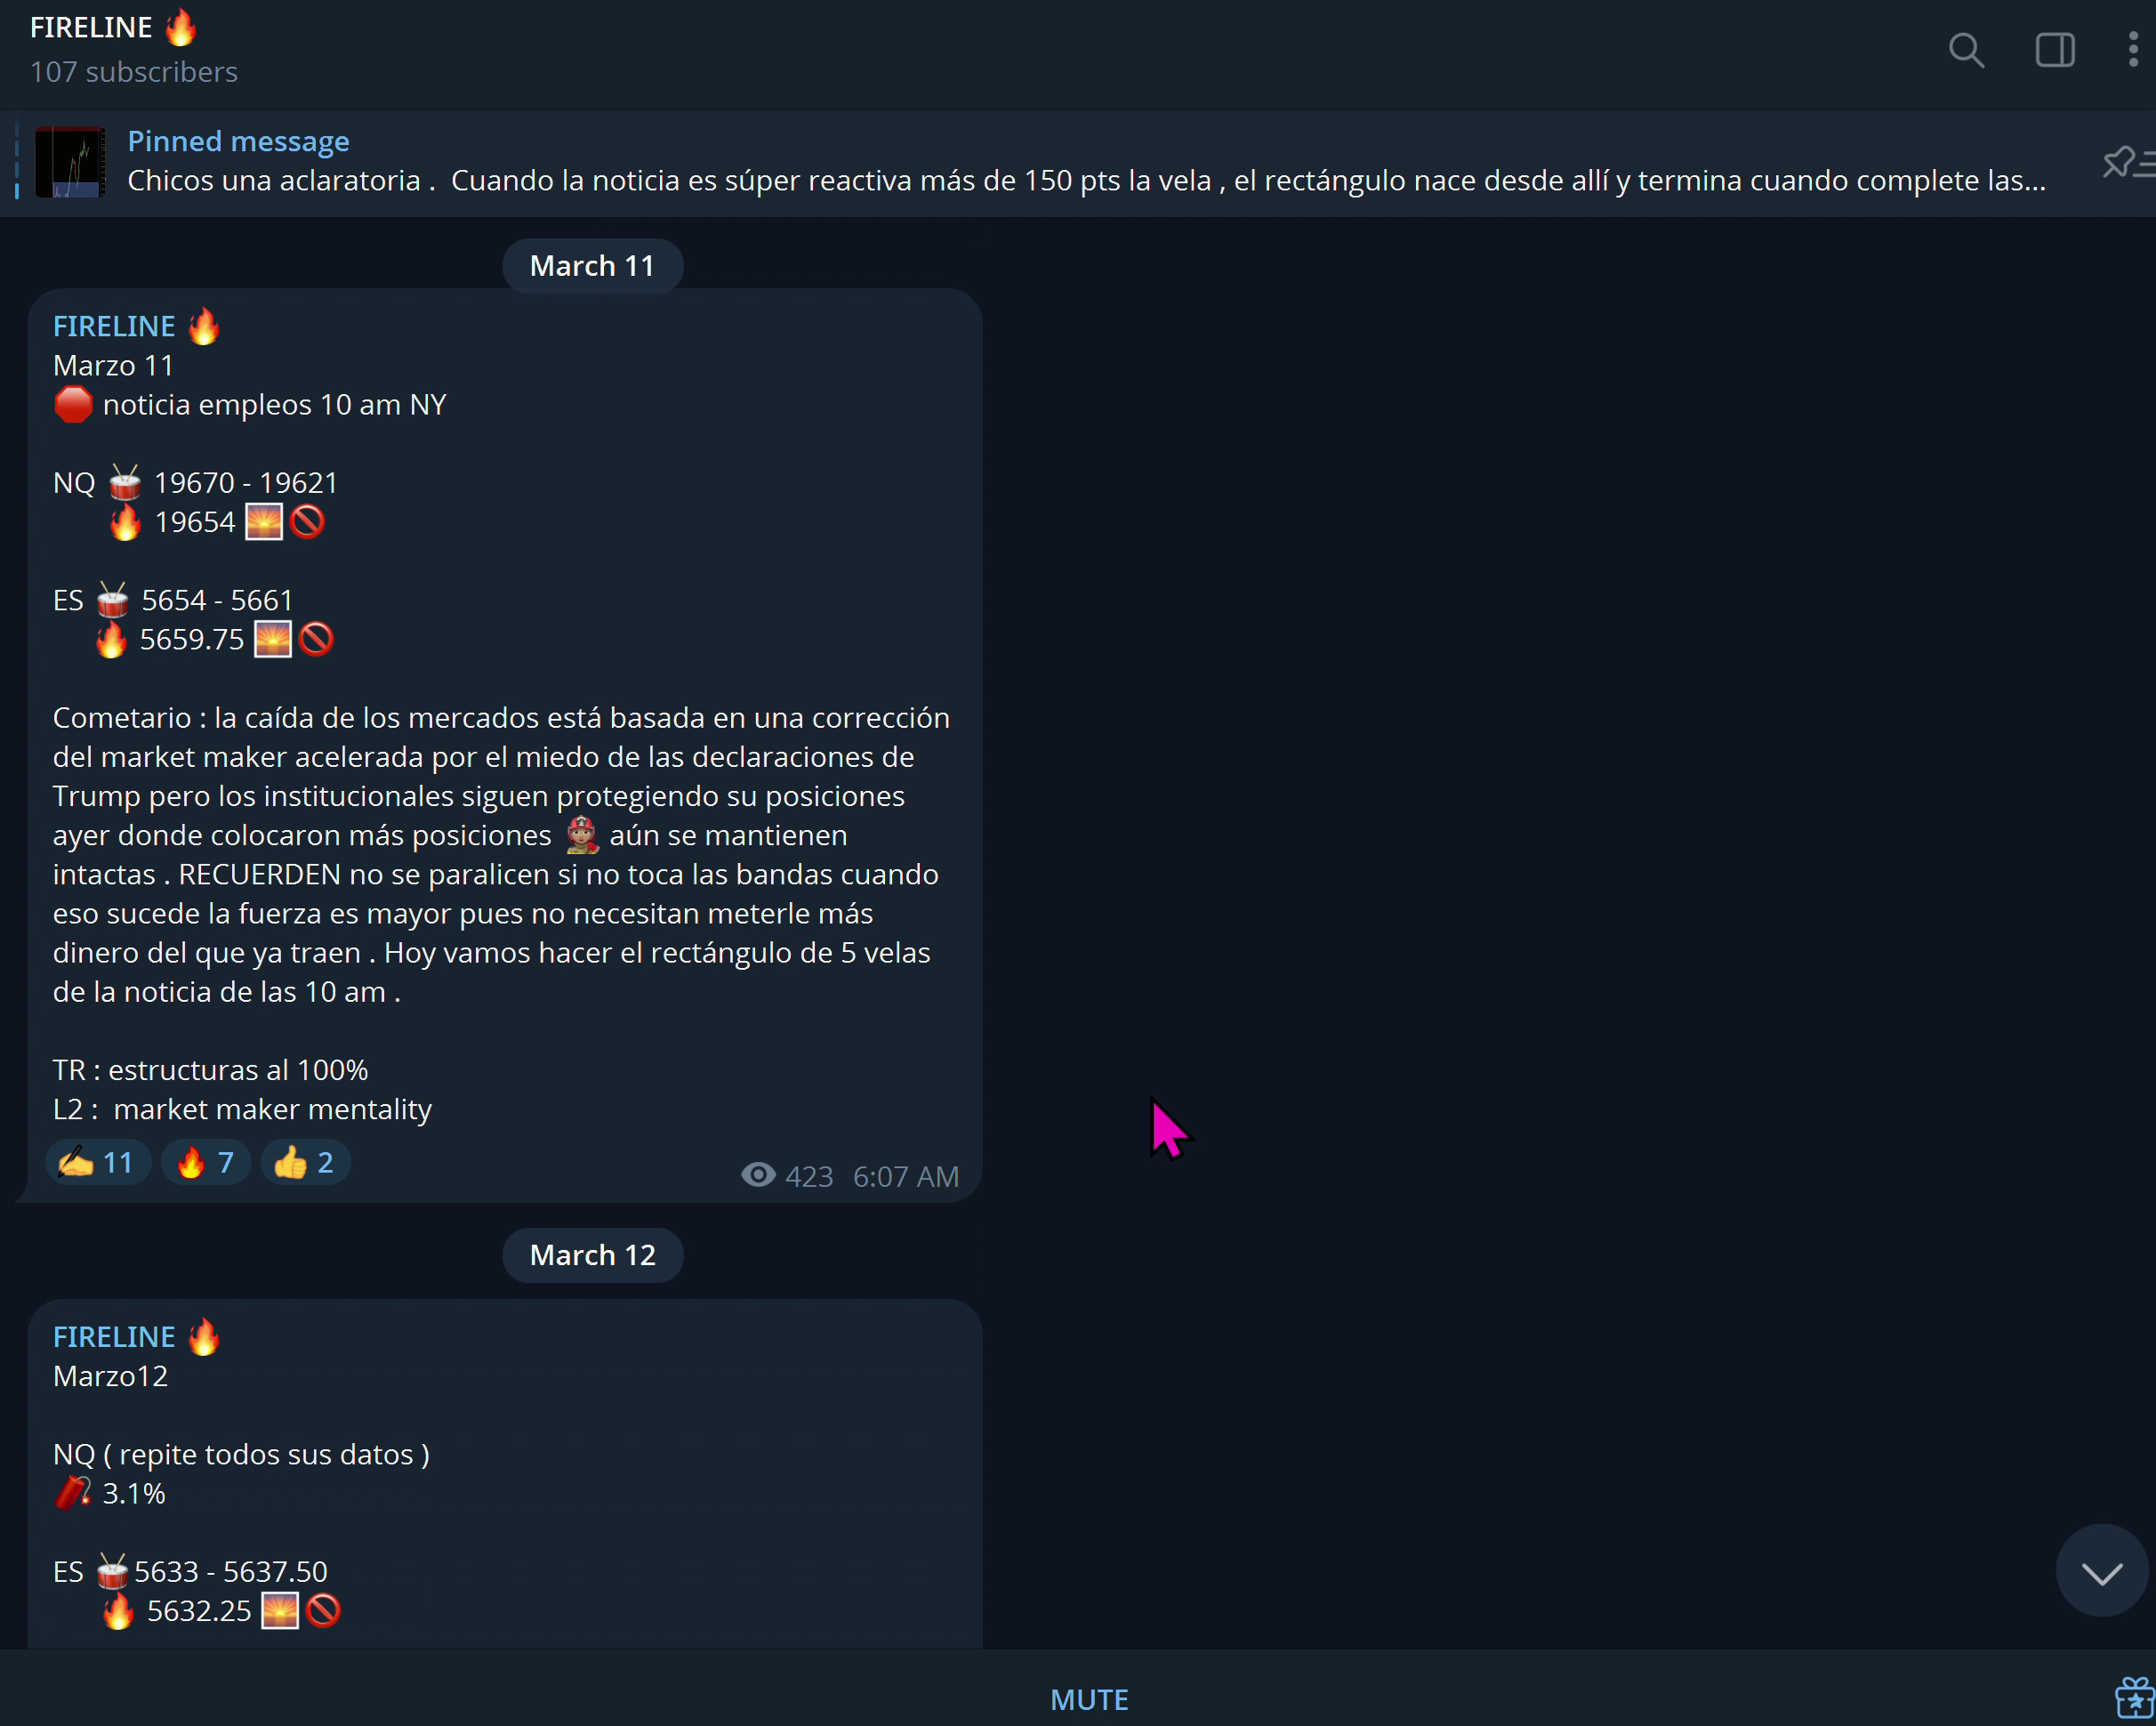 FIRELINE 🔥
107 subscribers
Pinned message
Chicos una aclaratoria .  Cuando la noticia es súper reactiva más de 150 pts la vela , el rectángulo nace desde allí y termina cuando complete las...
March 11
FIRELINE 🔥
Marzo 11
🛑 noticia empleos 10 am NY
NQ 🥁 19670 - 19621
🔥 19654 🌅🚫
ES 🥁 5654 - 5661
🔥 5659.75 🌅🚫
Cometario : la caída de los mercados está basada en una corrección
del market maker acelerada por el miedo de las declaraciones de
Trump pero los institucionales siguen protegiendo su posiciones
ayer donde colocaron más posiciones 👩🏽‍🚒 aún se mantienen
intactas . RECUERDEN no se paralicen si no toca las bandas cuando
eso sucede la fuerza es mayor pues no necesitan meterle más
dinero del que ya traen . Hoy vamos hacer el rectángulo de 5 velas
de la noticia de las 10 am .
TR : estructuras al 100%
L2 :  market maker mentality
✍️ 11 🔥 7 👍 2
423 6:07 AM
March 12
FIRELINE 🔥
Marzo12
NQ ( repite todos sus datos )
🧨 3.1%
ES 🥁5633 - 5637.50
🔥 5632.25 🌅🚫
MUTE